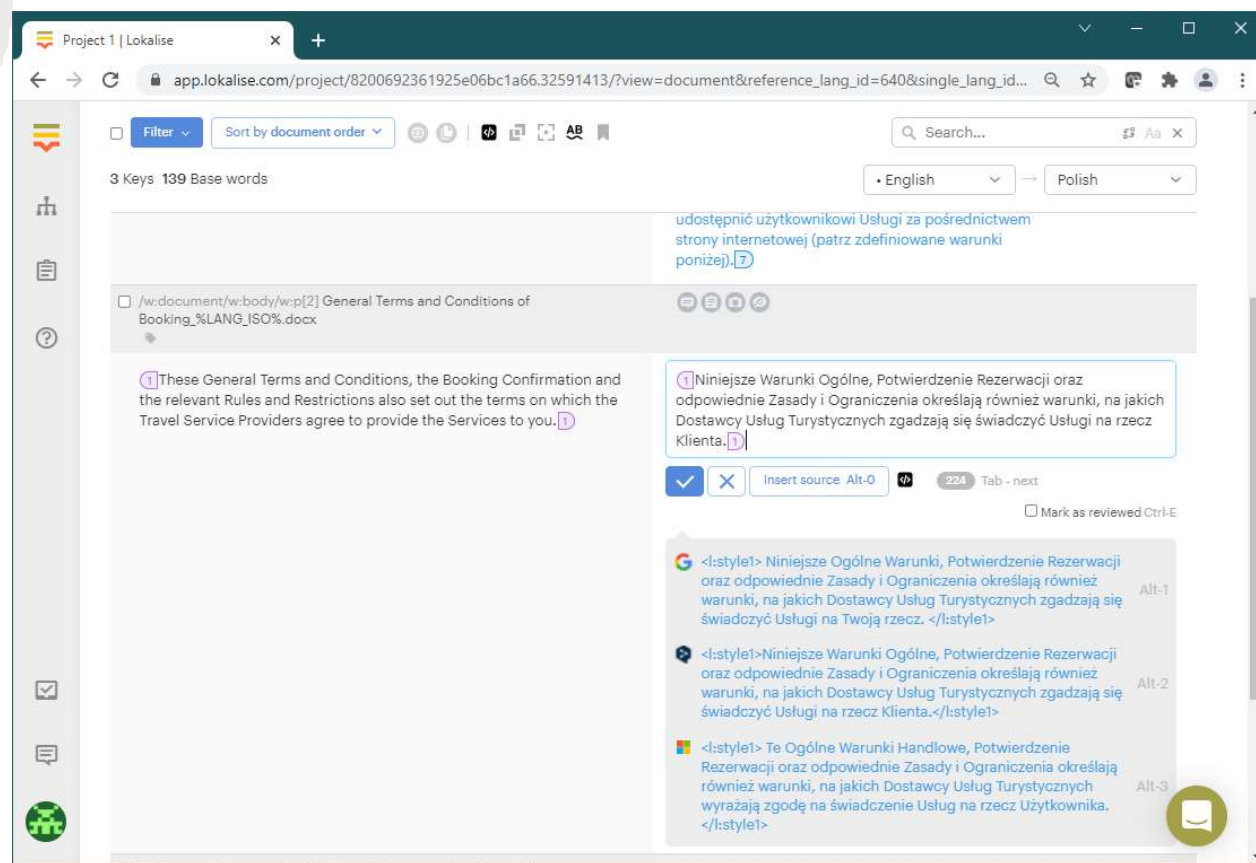 Project 1 | Lokalise
app.lokalise.com/project/8200692361925e06bc1a66.32591413/?view=document&reference_lang_id=640&single_lang_id...
Filter
Sort by document order
AB
Search...
Aa
3 Keys 139 Base words
• English
Polish
udostępnić użytkownikowi Usługi za pośrednictwem
strony internetowej (patrz zdefiniowane warunki
poniżej).7
/w:document/w:body/w:p[2] General Terms and Conditions of
Booking_%LANG_ISO%.docx
1 These General Terms and Conditions, the Booking Confirmation and
the relevant Rules and Restrictions also set out the terms on which the
Travel Service Providers agree to provide the Services to you. 1
1 Niniejsze Warunki Ogólne, Potwierdzenie Rezerwacji oraz
odpowiednie Zasady i Ograniczenia określają również warunki, na jakich
Dostawcy Usług Turystycznych zgadzają się świadczyć Usługi na rzecz
Klienta. 1
Insert source Alt-0
224 Tab - next
Mark as reviewed Ctrl-E
<l:style1> Niniejsze Ogólne Warunki, Potwierdzenie Rezerwacji
oraz odpowiednie Zasady i Ograniczenia określają również
warunki, na jakich Dostawcy Usług Turystycznych zgadzają się
świadczyć Usługi na Twoją rzecz. </l:style1>
Alt-1
<l:style1>Niniejsze Warunki Ogólne, Potwierdzenie Rezerwacji
oraz odpowiednie Zasady i Ograniczenia określają również
warunki, na jakich Dostawcy Usług Turystycznych zgadzają się
świadczyć Usługi na rzecz Klienta.</l:style1>
Alt-2
<l:style1> Te Ogólne Warunki Handlowe, Potwierdzenie
Rezerwacji oraz odpowiednie Zasady i Ograniczenia określają
również warunki, na jakich Dostawcy Usług Turystycznych
wyrażają zgodę na świadczenie Usług na rzecz Użytkownika.
</l:style1>
Alt-3